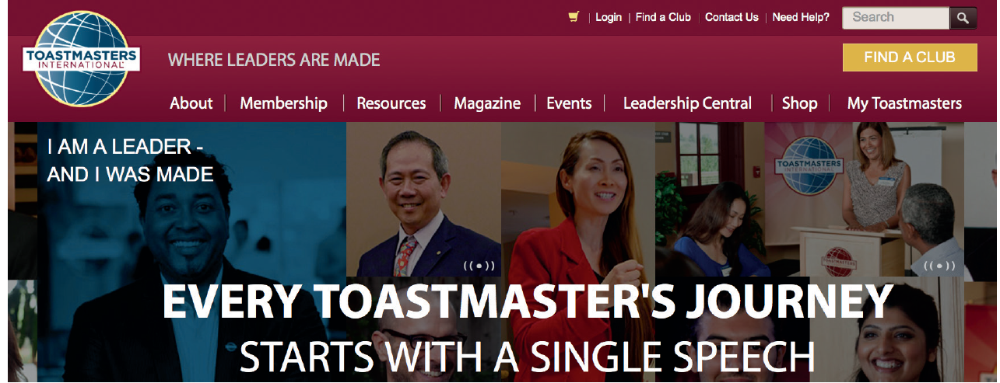 Login | Find a Club | Contact Us | Need Help? Search
TOASTMASTERS
INTERNATIONAL
WHERE LEADERS ARE MADE
FIND A CLUB
About | Membership | Resources | Magazine | Events | Leadership Central | Shop | My Toastmasters
I AM A LEADER -
AND I WAS MADE
TOASTMASTERS
INTERNATIONAL
TOASTMASTERS
EVERY TOASTMASTER'S JOURNEY
STARTS WITH A SINGLE SPEECH